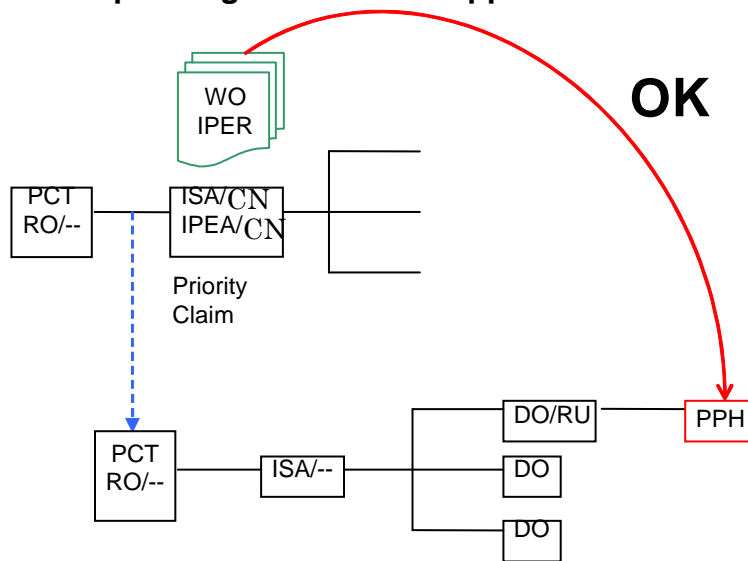 OK
WO
IPER
PCT
RO/--
ISA/CN
IPEA/CN
Priority
Claim
DO/RU
PPH
PCT
RO/--
ISA/--
DO
DO